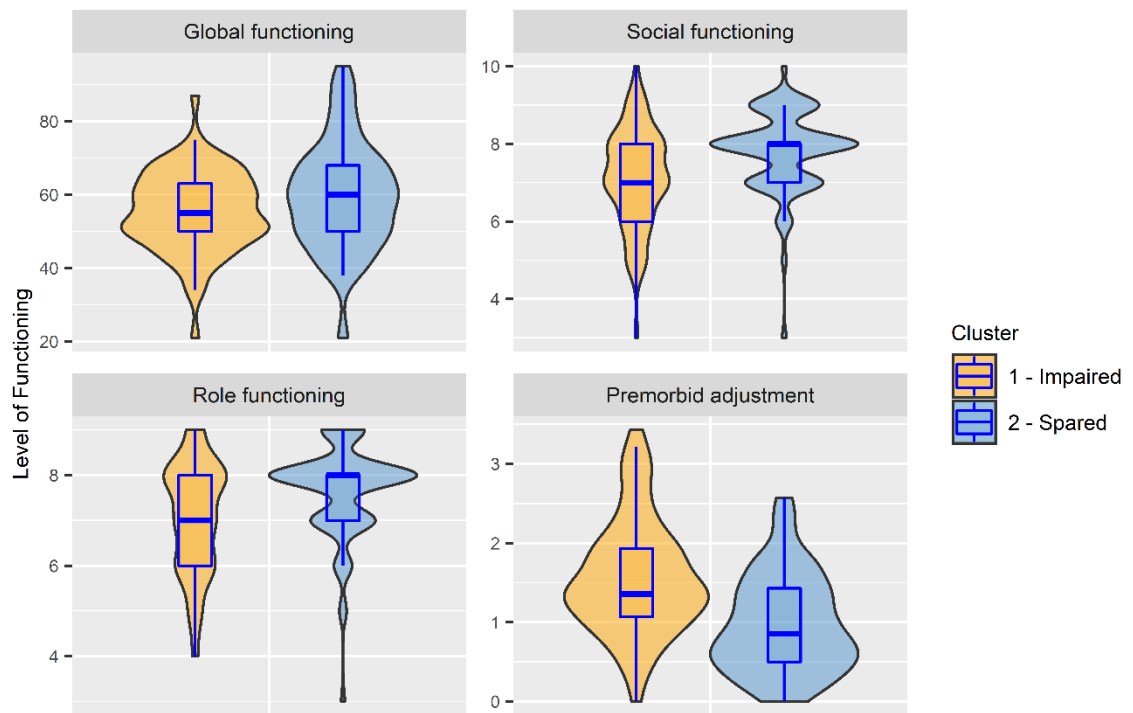 Global functioning
Social functioning
80
60
40
20
10
8
6
4
Level of Functioning
Role functioning
Premorbid adjustment
8
6
4
3
2
1
0
Cluster
1 - Impaired
2 - Spared